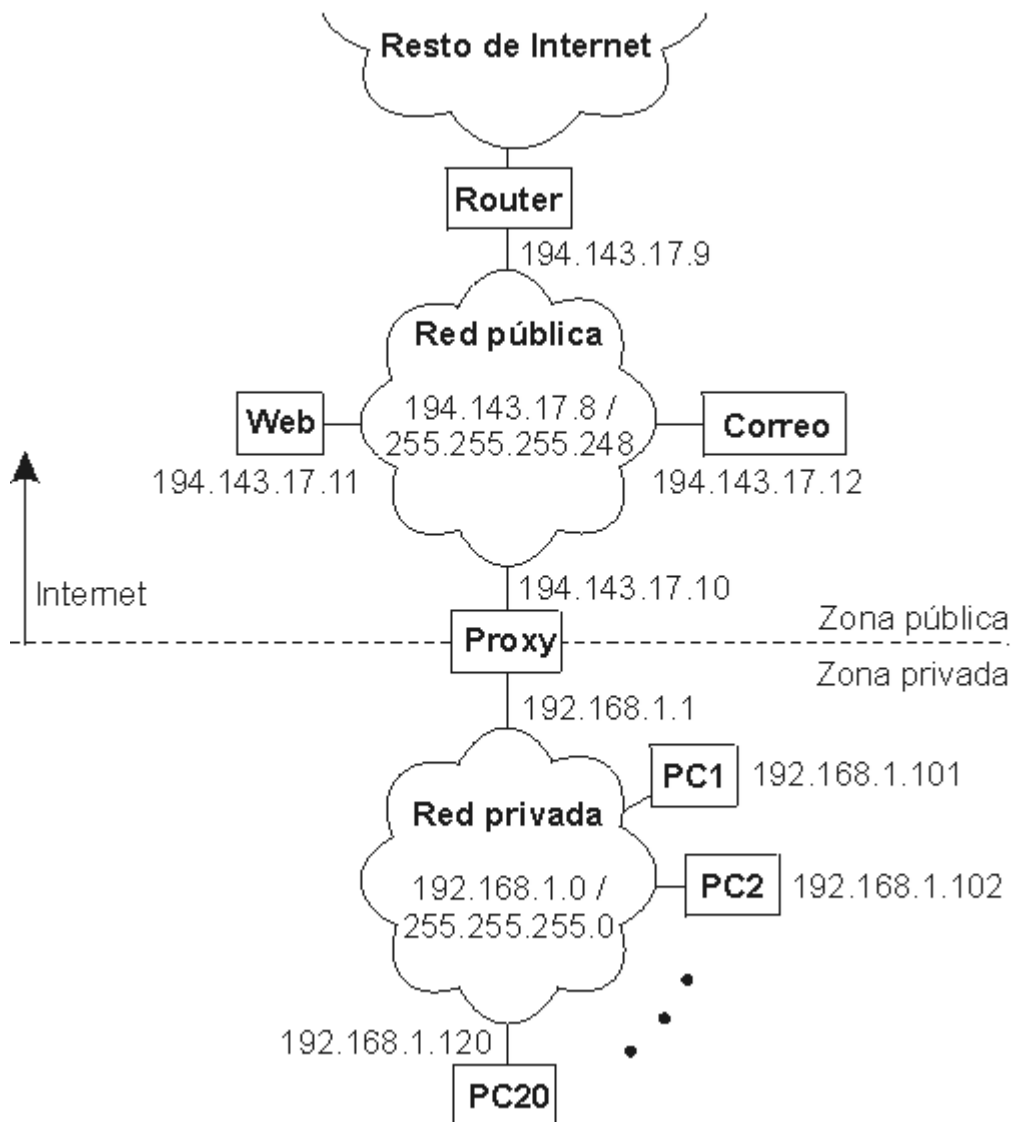 Resto de Internet
Router
194.143.17.9
Red pública
Web
194.143.17.8 /
255.255.255.248
Correo
194.143.17.11
194.143.17.12
Internet
194.143.17.10
Zona pública
Proxy
Zona privada
192.168.1.1
PC1
192.168.1.101
Red privada
192.168.1.0 /
255.255.255.0
PC2
192.168.1.102
192.168.1.120
PC20